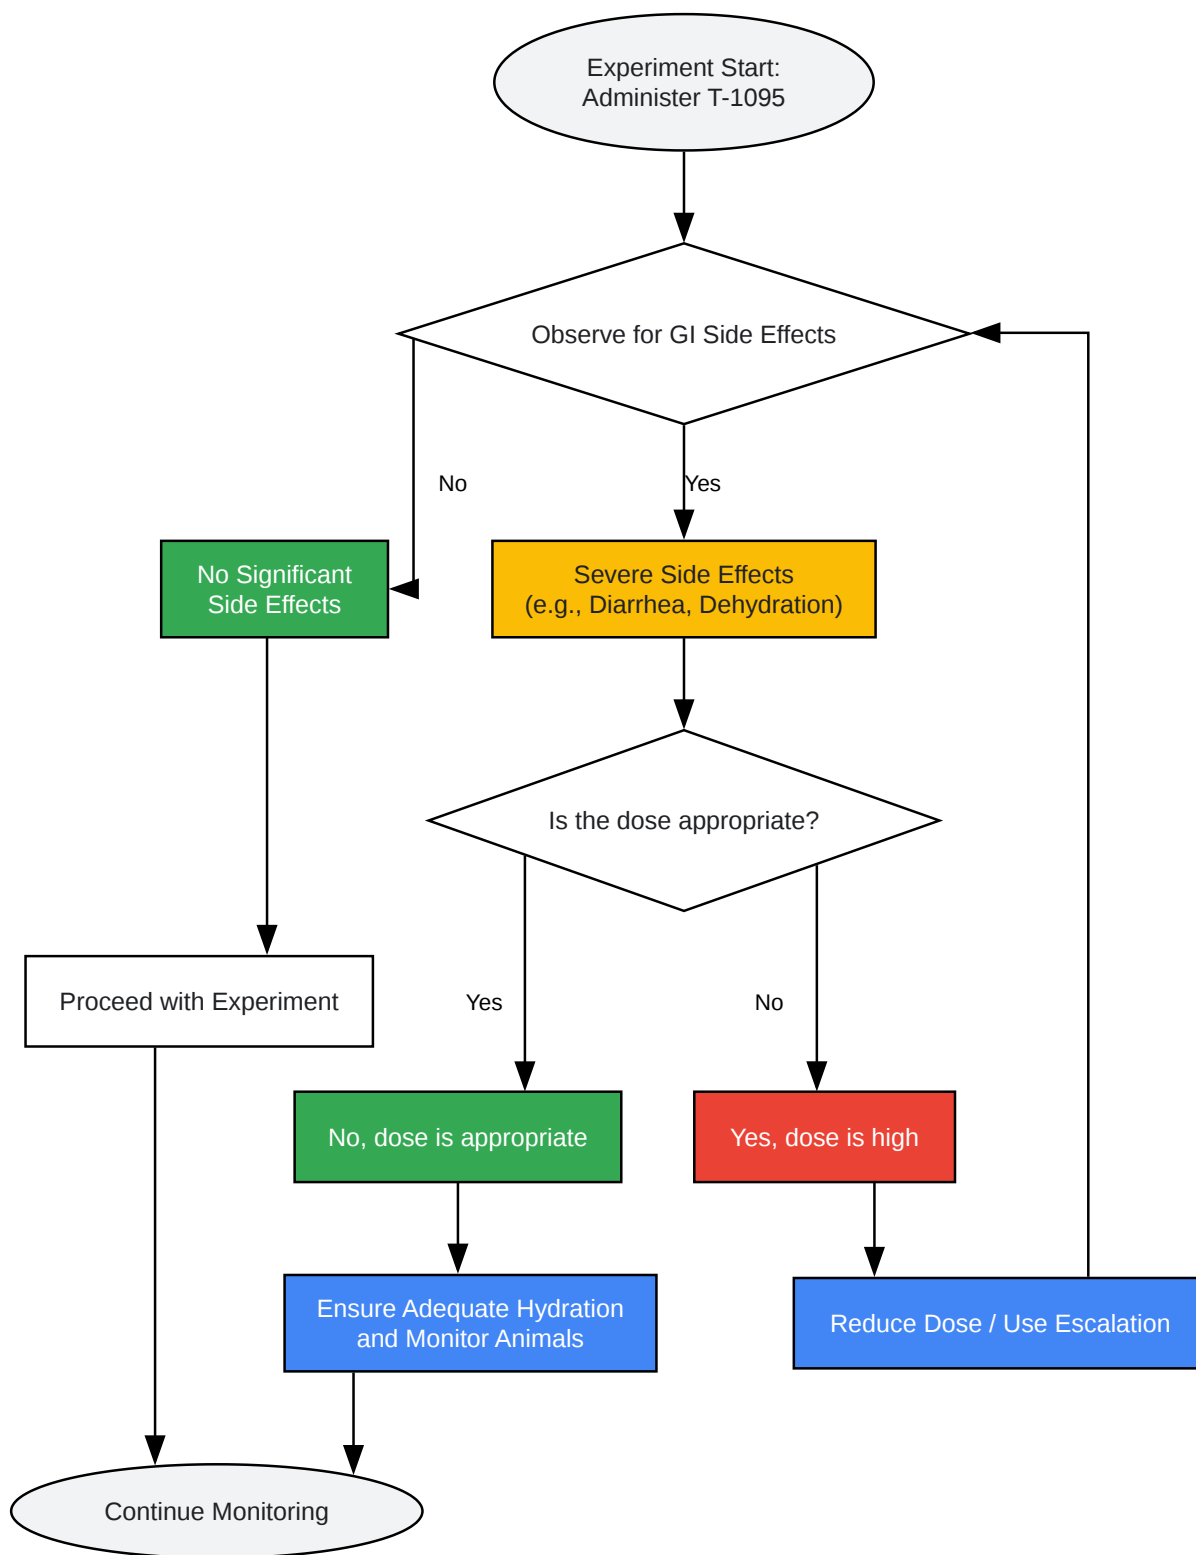 Experiment Start:
Administer T-1095
Observe for GI Side Effects
No
Yes
No Significant
Side Effects
Severe Side Effects
(e.g., Diarrhea, Dehydration)
Is the dose appropriate?
Proceed with Experiment
Yes
No
No, dose is appropriate
Yes, dose is high
Ensure Adequate Hydration
and Monitor Animals
Reduce Dose / Use Escalation
Continue Monitoring